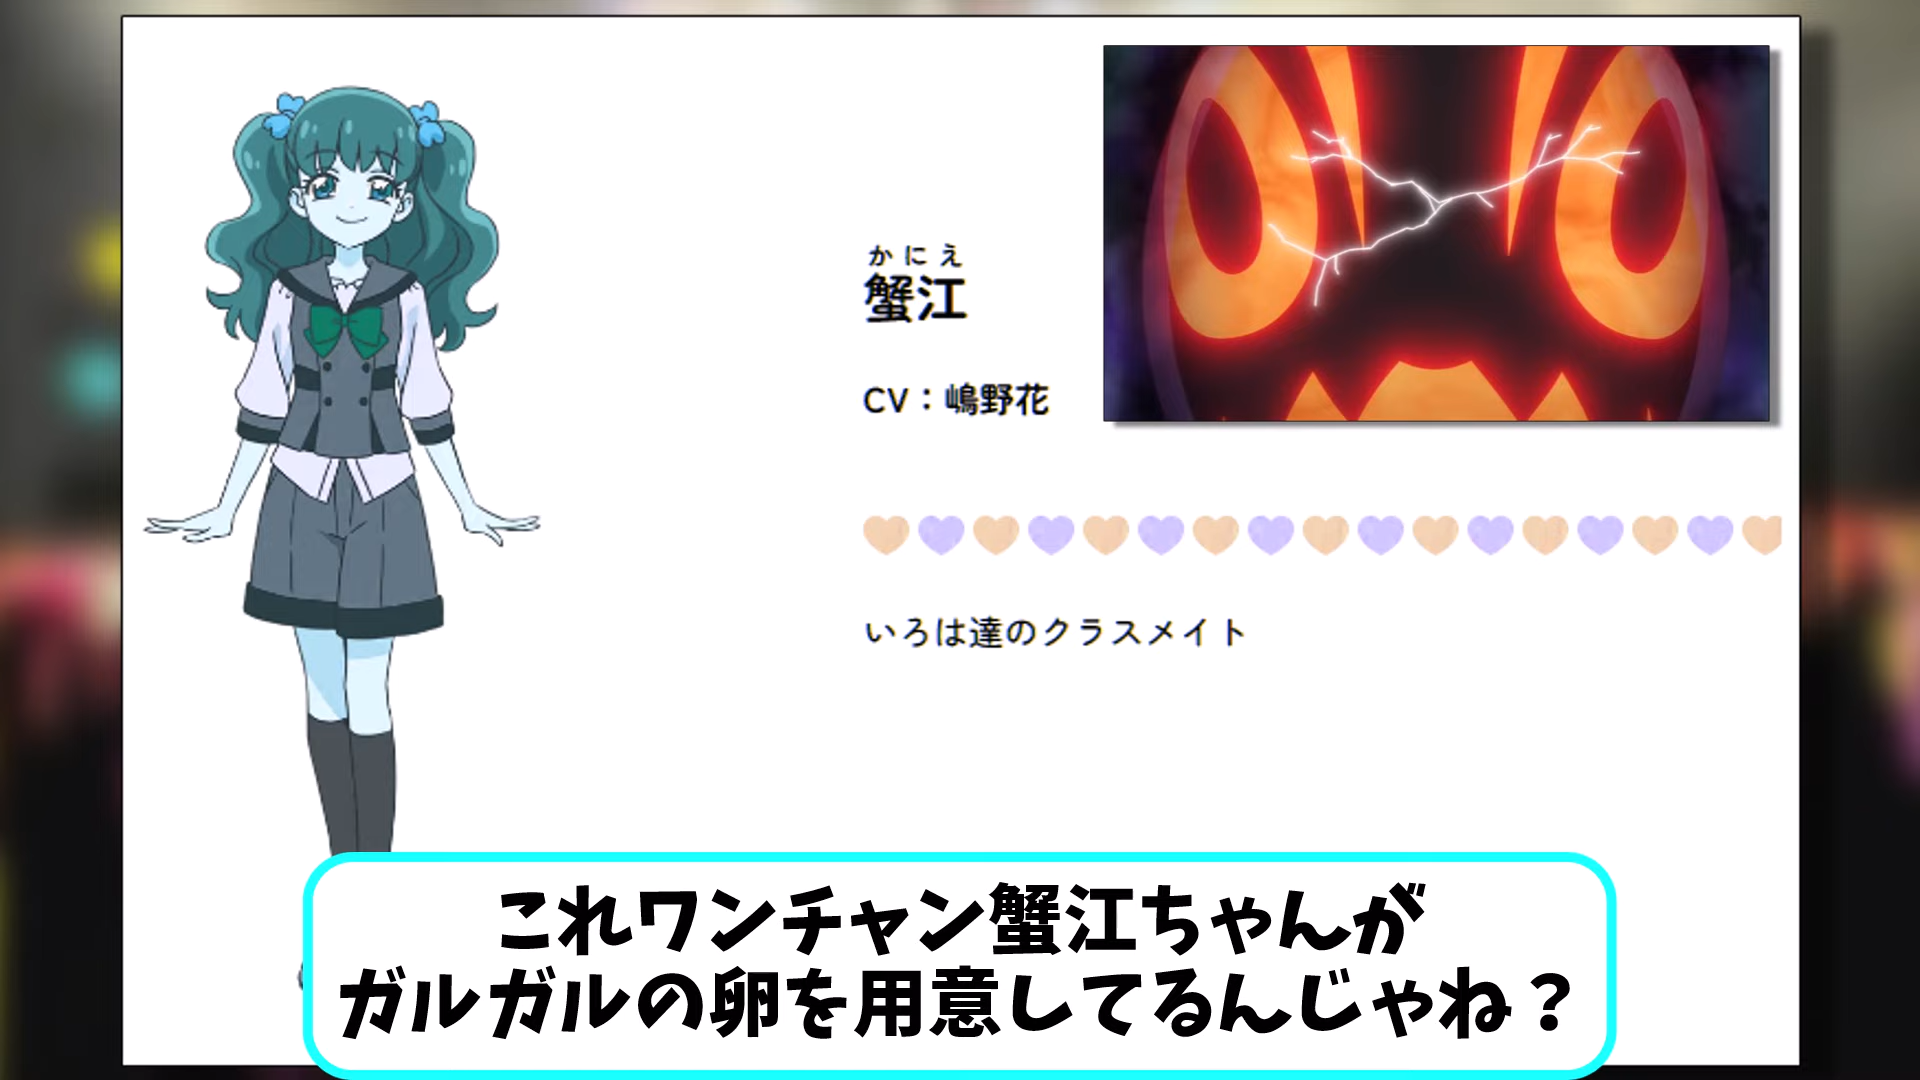 かにえ
蟹江
CV：嶋野花
いろは達のクラスメイト
これワンチャン蟹江ちゃんが
ガルガルの卵を用意してるんじゃね？